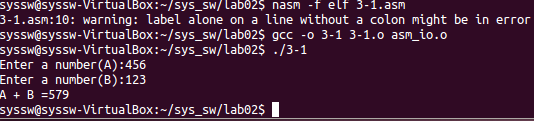 syssw@syssw-VirtualBox:~/sys_sw/lab02$ nasm -f elf 3-1.asm
3-1.asm:10: warning: label alone on a line without a colon might be in error
syssw@syssw-VirtualBox:~/sys_sw/lab02$ gcc -o 3-1 3-1.o asm_io.o
syssw@syssw-VirtualBox:~/sys_sw/lab02$ ./3-1
Enter a number(A):456
Enter a number(B):123
A + B =579
syssw@syssw-VirtualBox:~/sys_sw/lab02$